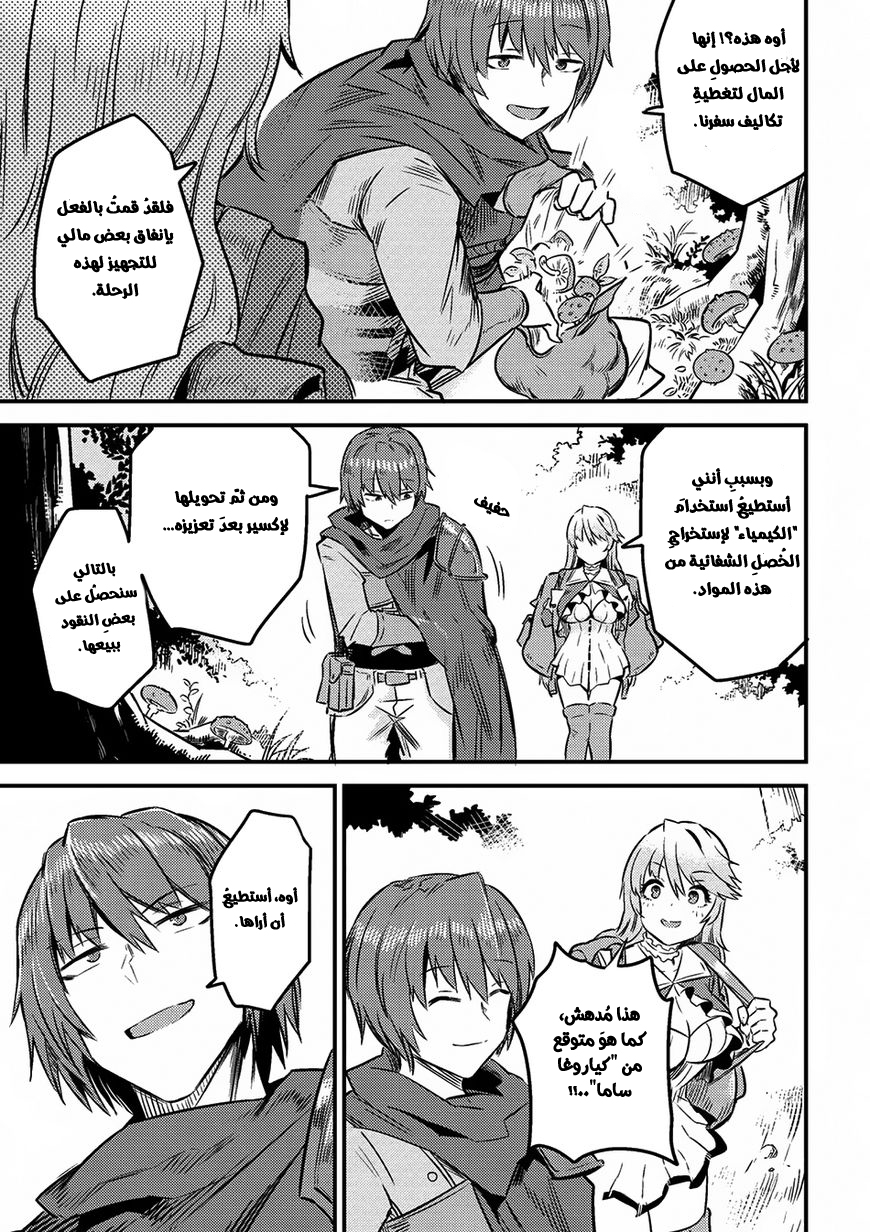 أوه هذه؟! إنها
لأجل الحصولِ على
المال لتغطيةِ
تكاليف سفرنا.
فلقدْ قمتُ بالفعل
بإنفاق بعض مالي
للتجهيز لهذه
الرحلة.
وبسببِ أنني
أستطيعُ استخدامَ
"الكيمياء" لإستخراجِ
الخُصلِ الشفائية من
هذه المواد.
حفيف
ومن ثمّ تحويلها
لإكسير بعدَ تعزيزه...
بالتالي
سنحصلُ على
بعضِ النقود
ببيعها.
هذا مُدهش،
كما هوَ متوقع
من "كياروغا
ساما"..!!
أوه، أستطيعُ
أن أراها.